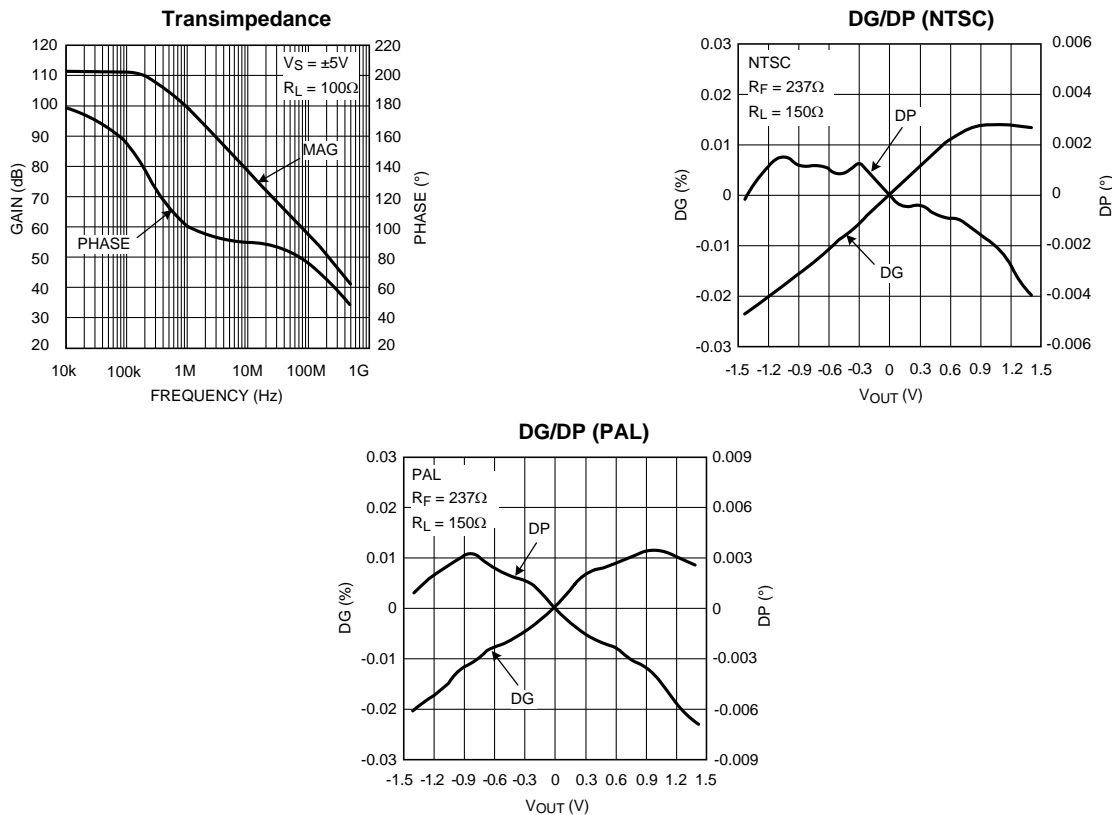 Transimpedance
120
110
100
90
80
70
60
50
40
30
20
GAIN (dB)
VS = ±5V
RL = 100Ω
MAG
PHASE
220
200
180
160
140
120
100
80
60
40
20
PHASE (°)
10k 100k 1M 10M 100M 1G
FREQUENCY (Hz)
DG/DP (NTSC)
0.03
0.02
0.01
0
-0.01
-0.02
-0.03
DG (%)
NTSC
RF = 237Ω
RL = 150Ω
DP
DG
0.006
0.004
0.002
0
-0.002
-0.004
-0.006
DP (°)
-1.5 -1.2 -0.9 -0.6 -0.3 0 0.3 0.6 0.9 1.2 1.5
VOUT (V)
DG/DP (PAL)
0.03
0.02
0.01
0
-0.01
-0.02
-0.03
DG (%)
PAL
RF = 237Ω
RL = 150Ω
DP
DG
0.009
0.006
0.003
0
-0.003
-0.006
-0.009
DP (°)
-1.5 -1.2 -0.9 -0.6 -0.3 0 0.3 0.6 0.9 1.2 1.5
VOUT (V)